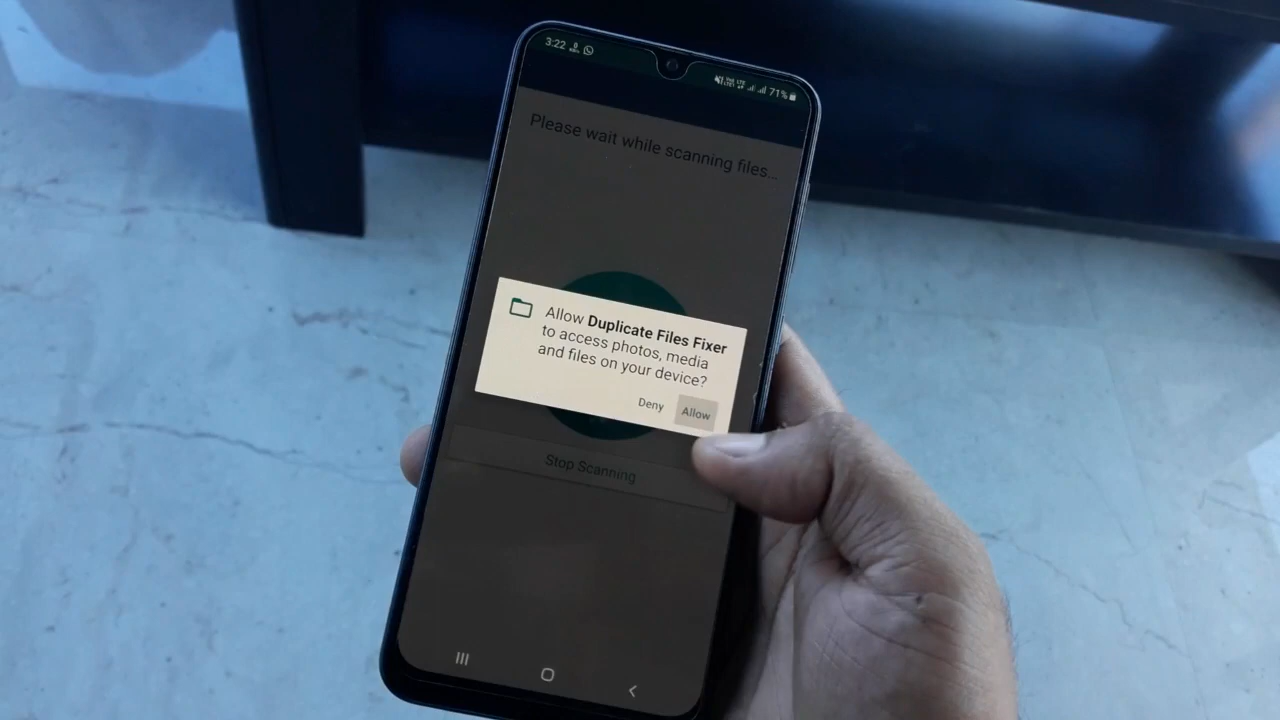 3:22
71%
Please wait while scanning files...
Allow Duplicate Files Fixer
to access photos, media
and files on your device?
Deny Allow
Stop Scanning